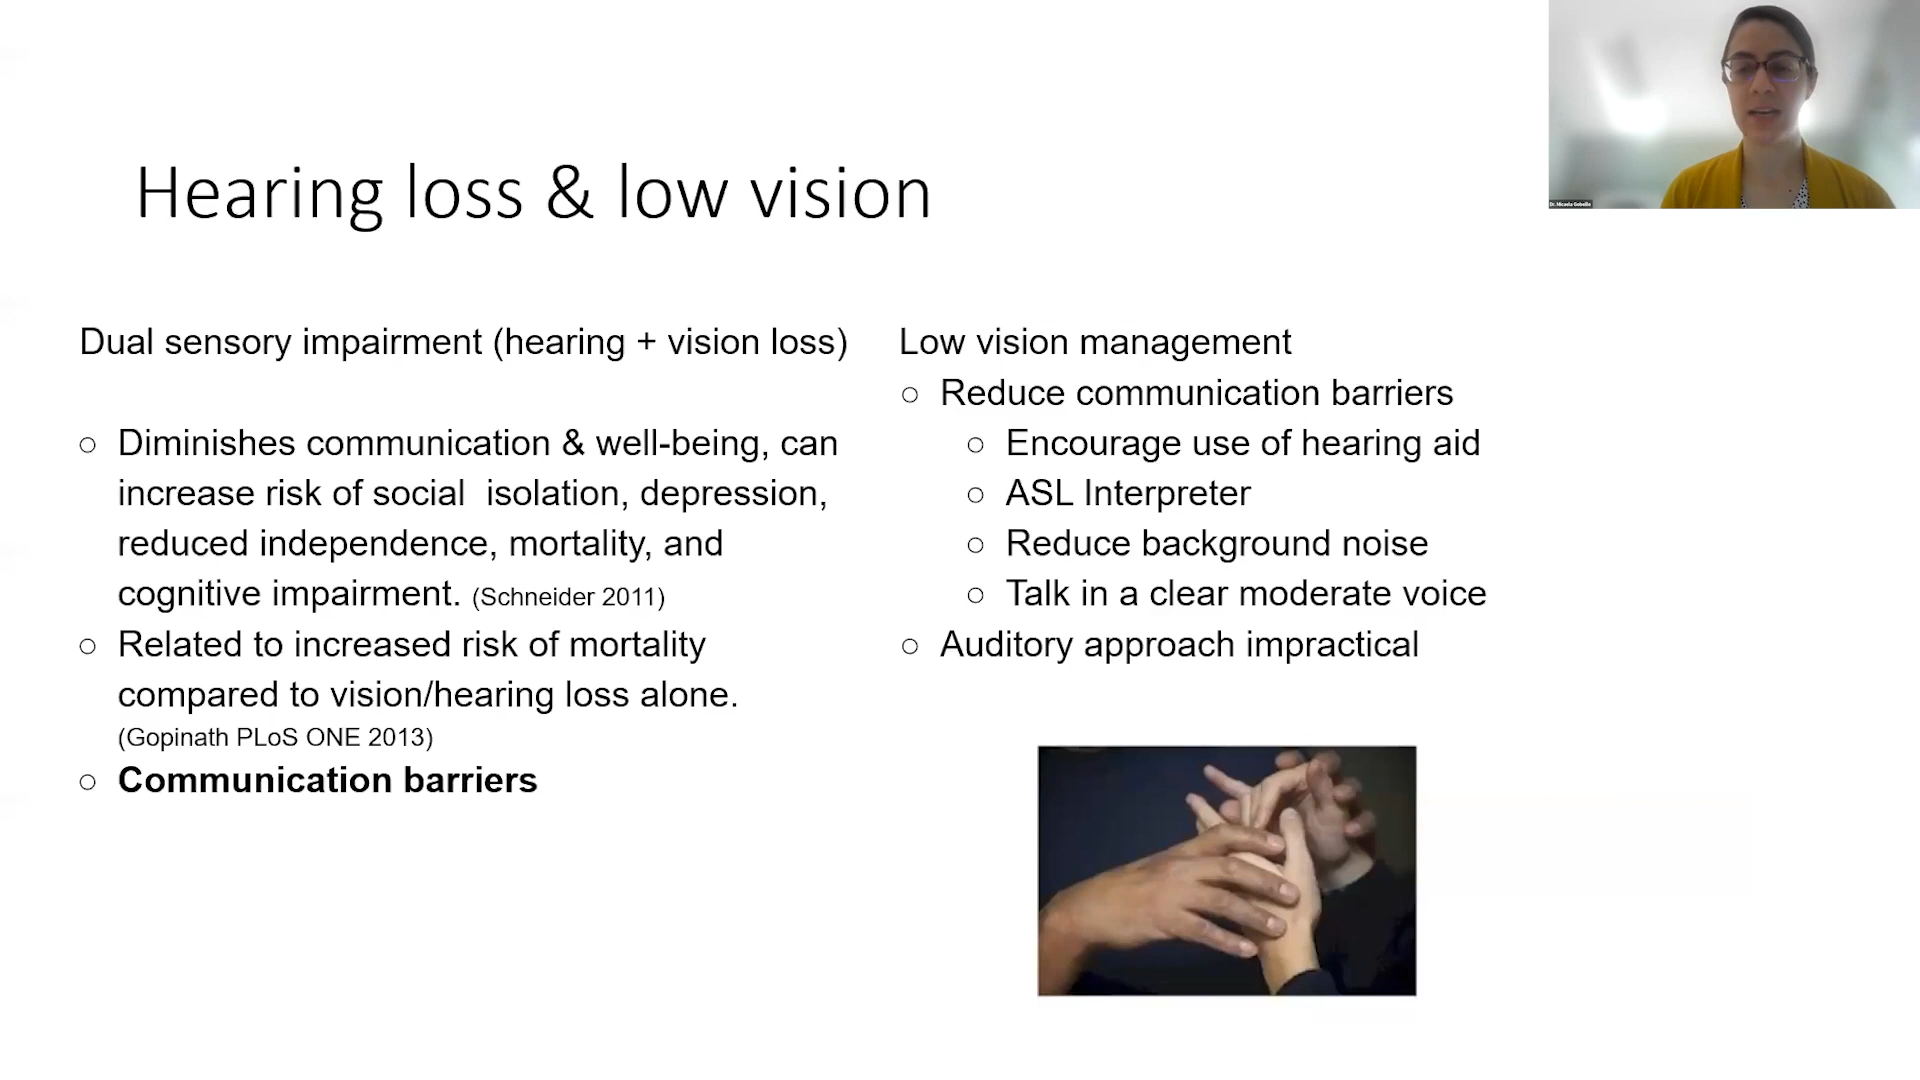 Hearing loss & low vision
Dual sensory impairment (hearing + vision loss)
○ Diminishes communication & well-being, can
increase risk of social  isolation, depression,
reduced independence, mortality, and
cognitive impairment. (Schneider 2011)
○ Related to increased risk of mortality
compared to vision/hearing loss alone.
(Gopinath PLoS ONE 2013)
○ Communication barriers
Low vision management
○ Reduce communication barriers
○ Encourage use of hearing aid
○ ASL Interpreter
○ Reduce background noise
○ Talk in a clear moderate voice
○ Auditory approach impractical
Dr. Micaela Gobeille